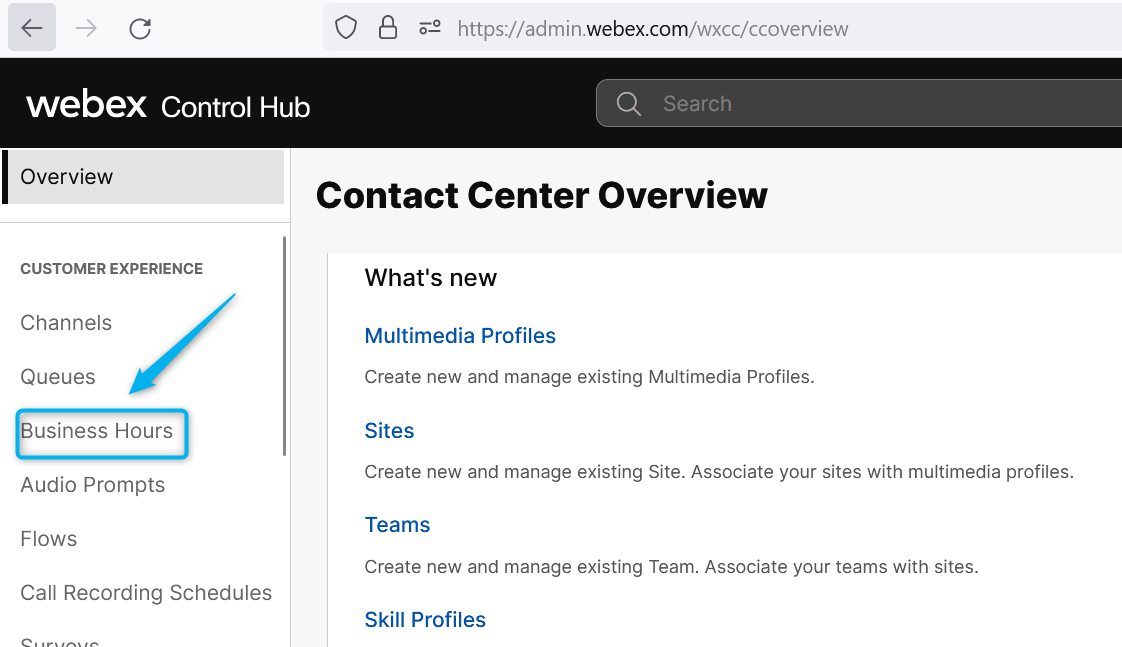 https://admin.webex.com/wxcc/ccoverview
webex Control Hub
Search
Overview
CUSTOMER EXPERIENCE
Channels
Queues
Business Hours
Audio Prompts
Flows
Call Recording Schedules
Surveys
Contact Center Overview
What's new
Multimedia Profiles
Create new and manage existing Multimedia Profiles.
Sites
Create new and manage existing Site. Associate your sites with multimedia profiles.
Teams
Create new and manage existing Team. Associate your teams with sites.
Skill Profiles